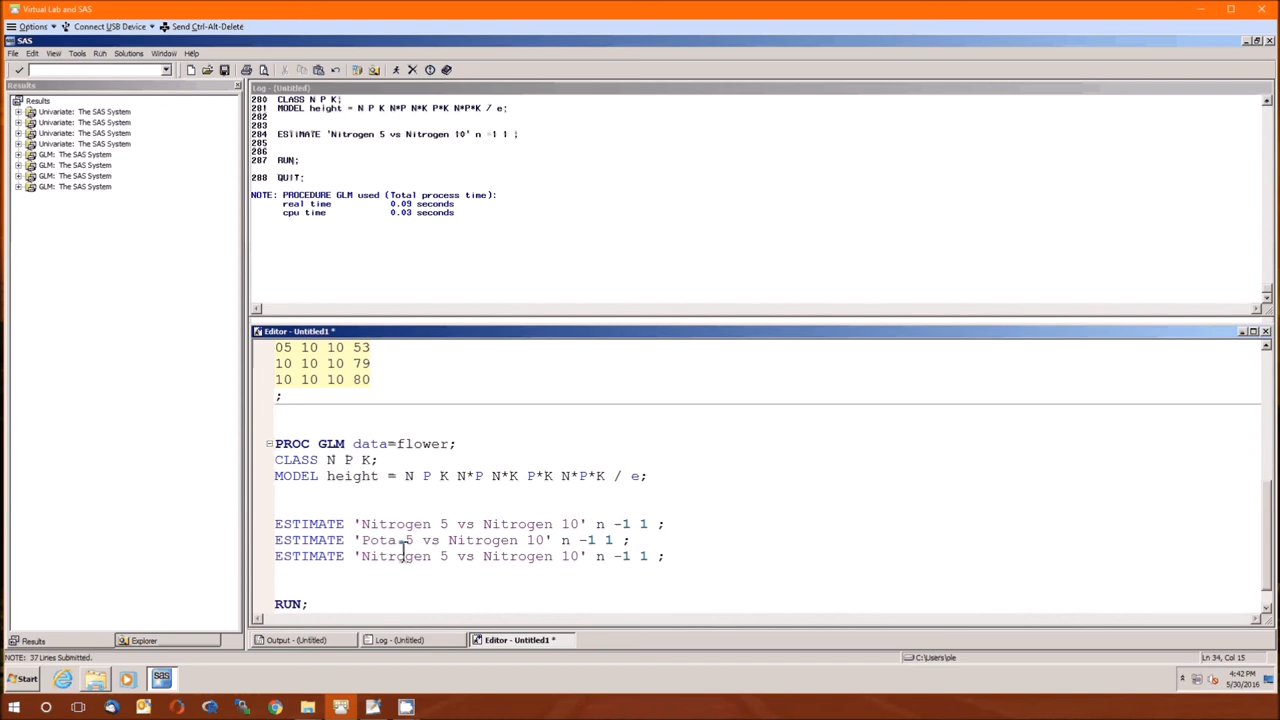 Virtual Lab and SAS
Options Connect USB Device Send Ctrl-Alt-Delete
SAS
File Edit View Tools Run Solutions Window Help
Results
Results
Univariate: The SAS System
Univariate: The SAS System
Univariate: The SAS System
Univariate: The SAS System
GLM: The SAS System
GLM: The SAS System
GLM: The SAS System
GLM: The SAS System
Log - (Untitled)
280 CLASS N P K;
281 MODEL height = N P K N*P N*K P*K N*P*K / e;
282
283
284 ESTIMATE 'Nitrogen 5 vs Nitrogen 10' n -1 1 ;
285
286
287 RUN;
288 QUIT;
NOTE: PROCEDURE GLM used (Total process time):
real time 0.09 seconds
cpu time 0.03 seconds
Editor - Untitled1 *
05 10 10 53
10 10 10 79
10 10 10 80
;
PROC GLM data=flower;
CLASS N P K;
MODEL height = N P K N*P N*K P*K N*P*K / e;
ESTIMATE 'Nitrogen 5 vs Nitrogen 10' n -1 1 ;
ESTIMATE 'Pota 5 vs Nitrogen 10' n -1 1 ;
ESTIMATE 'Nitrogen 5 vs Nitrogen 10' n -1 1 ;
RUN;
Results Explorer Output - (Untitled) Log - (Untitled) Editor - Untitled1 *
NOTE: 37 Lines Submitted. C:\Users\ple Ln 34, Col 15
Start sas 4:42 PM
5/30/2016